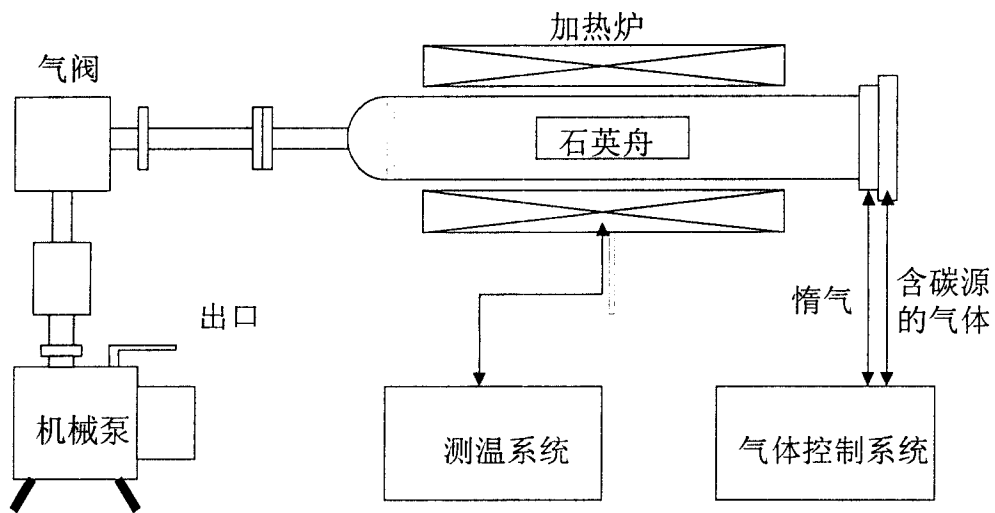 加热炉
气阀
石英舟
出口
惰气
含碳源
的气体
机械泵
测温系统
气体控制系统